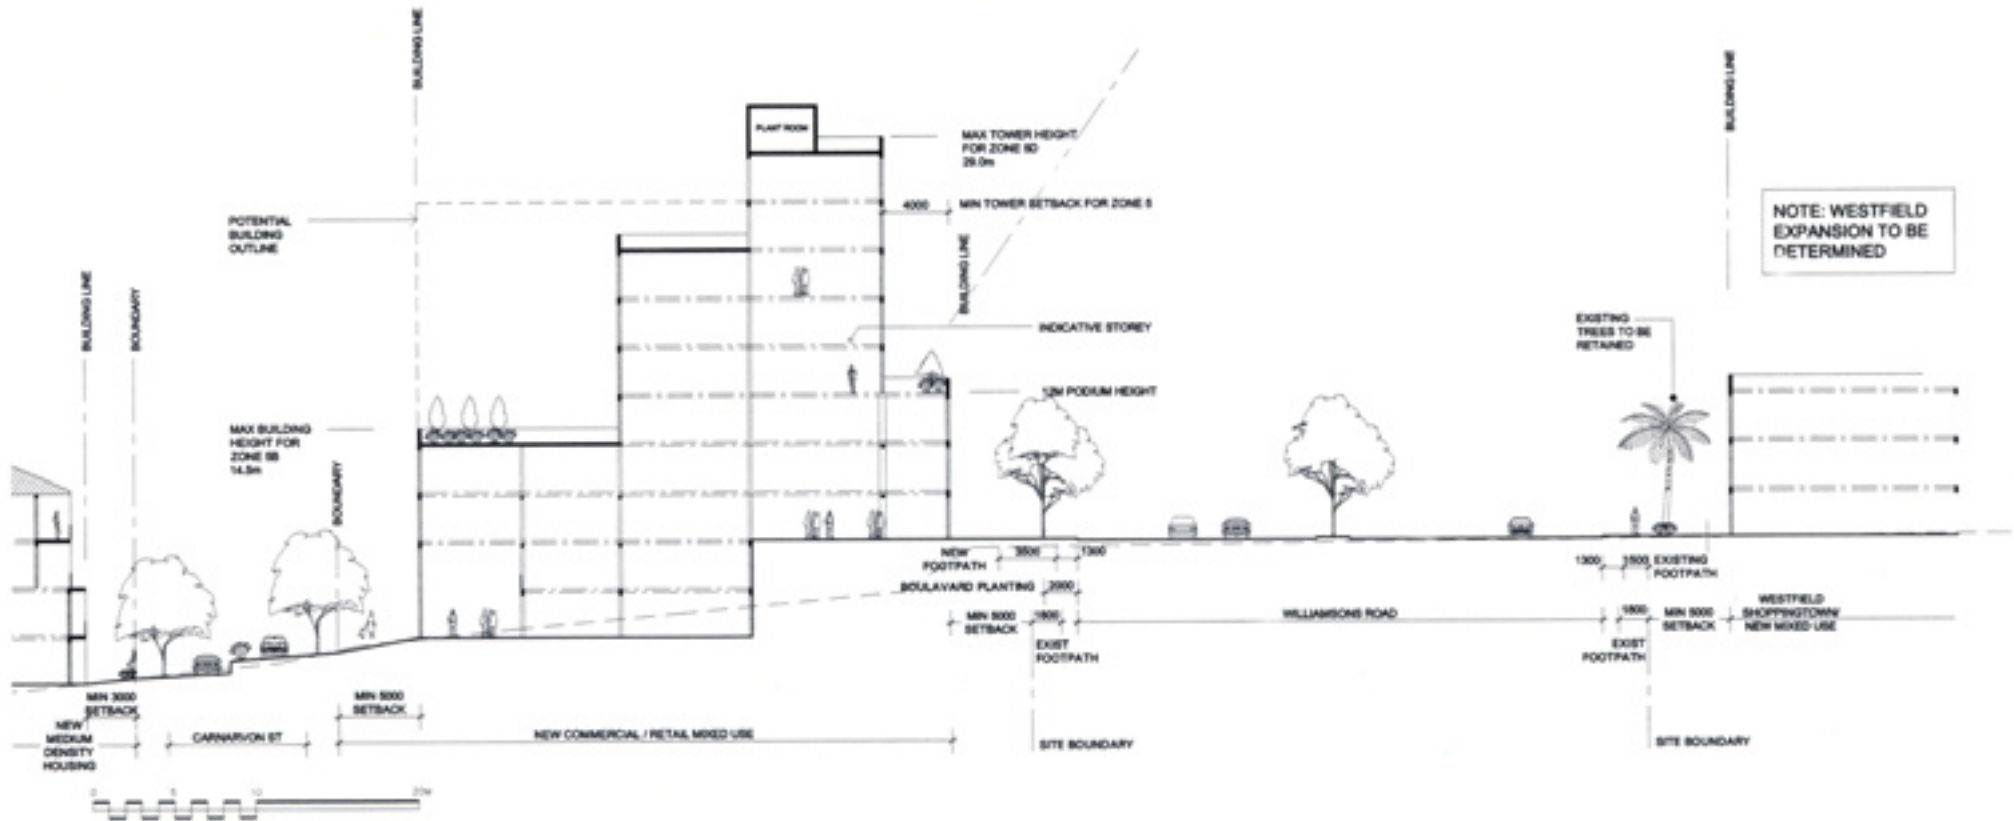 BUILDING LINE
BUILDING LINE
PLANT ROOM
MAX TOWER HEIGHT
FOR ZONE 5D
29.0m
POTENTIAL
BUILDING
OUTLINE
4000
MIN TOWER SETBACK FOR ZONE 5
NOTE: WESTFIELD
EXPANSION TO BE
DETERMINED
BUILDING LINE
BOUNDARY
BUILDING LINE
INDICATIVE STOREY
EXISTING
TREES TO BE
RETAINED
12M PODIUM HEIGHT
MAX BUILDING
HEIGHT FOR
ZONE 5B
14.5m
BOUNDARY
NEW
FOOTPATH
3500
1300
BOULAVARD PLANTING
2000
1300
1500
EXISTING
FOOTPATH
MIN 5000
SETBACK
1800
WILLIAMSONS ROAD
1800
MIN 5000
SETBACK
WESTFIELD
SHOPPINGTOWN/
NEW MIXED USE
EXIST
FOOTPATH
EXIST
FOOTPATH
MIN 3000
SETBACK
MIN 5000
SETBACK
NEW
MEDIUM
DENSITY
HOUSING
CARNARVON ST
NEW COMMERCIAL / RETAIL MIXED USE
SITE BOUNDARY
SITE BOUNDARY
0
5
10
20M